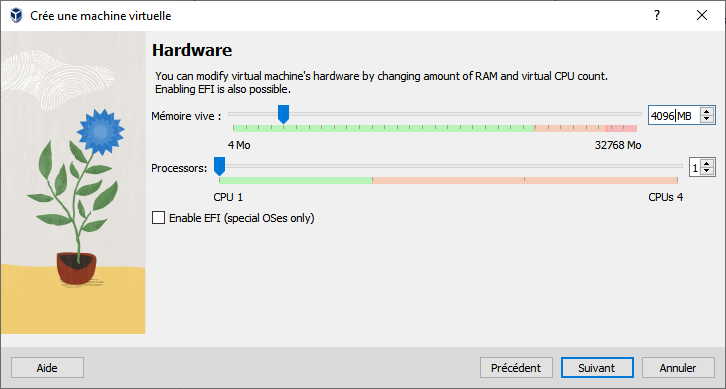 Crée une machine virtuelle
Hardware
You can modify virtual machine's hardware by changing amount of RAM and virtual CPU count.
Enabling EFI is also possible.
Mémoire vive : 4096 MB
4 Mo 32768 Mo
Processors: 1
CPU 1 CPUs 4
Enable EFI (special OSes only)
Aide Précédent Suivant Annuler